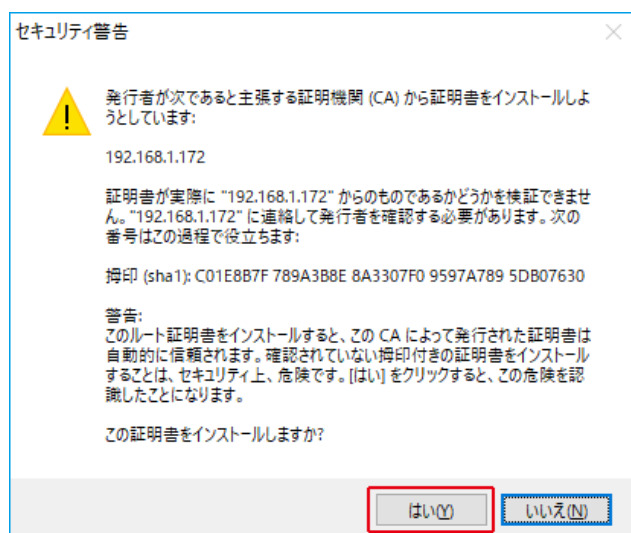 セキュリティ警告
発行者が次であると主張する証明機関 (CA) から証明書をインストールしよ
うとしています:
192.168.1.172
証明書が実際に "192.168.1.172" からのものであるかどうかを検証できませ
ん。"192.168.1.172" に連絡して発行者を確認する必要があります。次の
番号はこの過程で役立ちます:
拇印 (sha1): C01E8B7F 789A3B8E 8A3307F0 9597A789 5DB07630
警告:
このルート証明書をインストールすると、この CA によって発行された証明書は
自動的に信頼されます。確認されていない拇印付きの証明書をインストール
することは、セキュリティ上、危険です。[はい] をクリックすると、この危険を認
識したことになります。
この証明書をインストールしますか?
はい(Y)
いいえ(N)